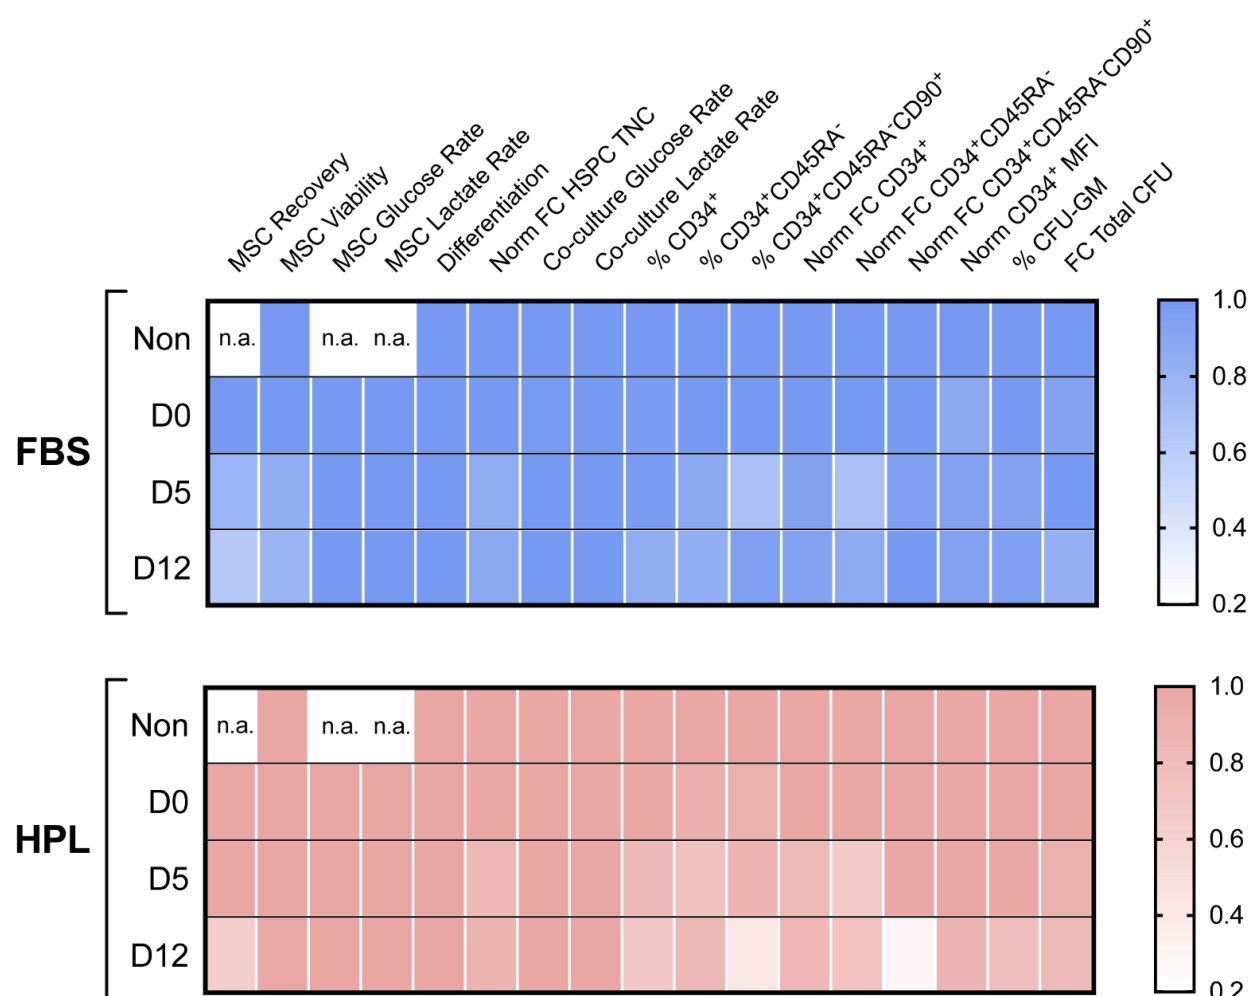 MSC Recovery
MSC Viability
MSC Glucose Rate
MSC Lactate Rate
Differentiation
Norm FC HSPC TNC
Co-culture Glucose Rate
Co-culture Lactate Rate
% CD34⁺
% CD34⁺CD45RA⁻
% CD34⁺CD45RA⁻CD90⁺
Norm FC CD34⁺
Norm FC CD34⁺CD45RA⁻
Norm FC CD34⁺CD45RA⁻CD90⁺
Norm CD34⁺ MFI
% CFU-GM
FC Total CFU
FBS
Non n.a. n.a. n.a.
D0
D5
D12
1.0
0.8
0.6
0.4
0.2
HPL
Non n.a. n.a. n.a.
D0
D5
D12
1.0
0.8
0.6
0.4
0.2